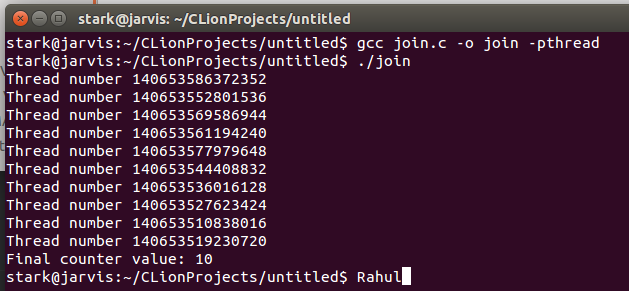 stark@jarvis: ~/CLionProjects/untitled
stark@jarvis:~/CLionProjects/untitled$ gcc join.c -o join -pthread
stark@jarvis:~/CLionProjects/untitled$ ./join
Thread number 140653586372352
Thread number 140653552801536
Thread number 140653569586944
Thread number 140653561194240
Thread number 140653577979648
Thread number 140653544408832
Thread number 140653536016128
Thread number 140653527623424
Thread number 140653510838016
Thread number 140653519230720
Final counter value: 10
stark@jarvis:~/CLionProjects/untitled$ Rahul